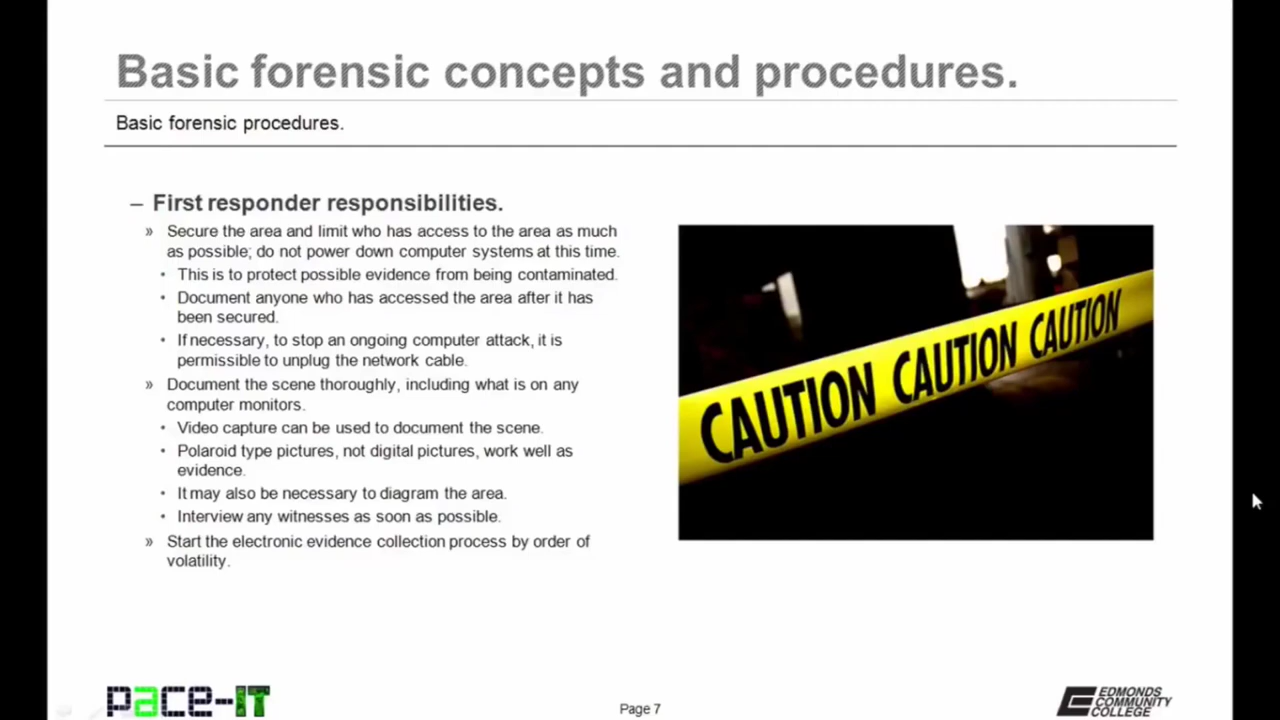 Basic forensic concepts and procedures.
Basic forensic procedures.
– First responder responsibilities.
» Secure the area and limit who has access to the area as much
as possible; do not power down computer systems at this time.
• This is to protect possible evidence from being contaminated.
• Document anyone who has accessed the area after it has
been secured.
• If necessary, to stop an ongoing computer attack, it is
permissible to unplug the network cable.
» Document the scene thoroughly, including what is on any
computer monitors.
• Video capture can be used to document the scene.
• Polaroid type pictures, not digital pictures, work well as
evidence.
• It may also be necessary to diagram the area.
• Interview any witnesses as soon as possible.
» Start the electronic evidence collection process by order of
volatility.
CAUTION CAUTION CAUTION
pace-IT
Page 7
EDMONDS
COMMUNITY
COLLEGE